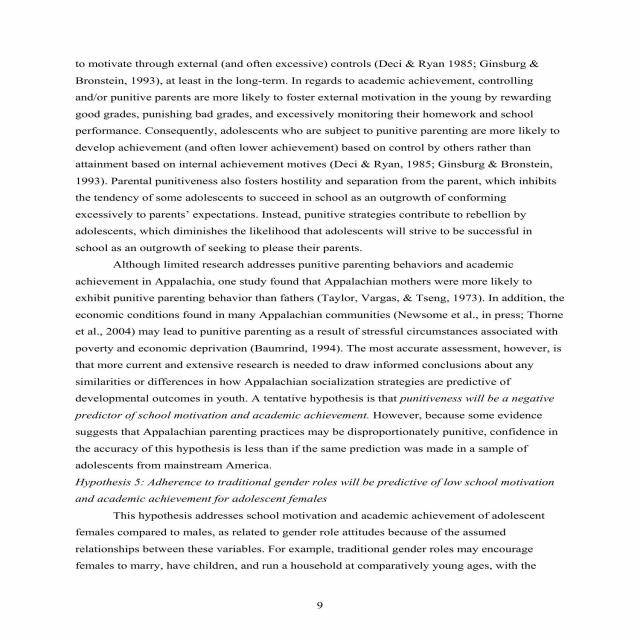 to motivate through external (and often excessive) controls (Deci & Ryan 1985; Ginsburg &
Bronstein, 1993), at least in the long-term. In regards to academic achievement, controlling
and/or punitive parents are more likely to foster external motivation in the young by rewarding
good grades, punishing bad grades, and excessively monitoring their homework and school
performance. Consequently, adolescents who are subject to punitive parenting are more likely to
develop achievement (and often lower achievement) based on control by others rather than
attainment based on internal achievement motives (Deci & Ryan, 1985; Ginsburg & Bronstein,
1993). Parental punitiveness also fosters hostility and separation from the parent, which inhibits
the tendency of some adolescents to succeed in school as an outgrowth of conforming
excessively to parents’ expectations. Instead, punitive strategies contribute to rebellion by
adolescents, which diminishes the likelihood that adolescents will strive to be successful in
school as an outgrowth of seeking to please their parents.
Although limited research addresses punitive parenting behaviors and academic
achievement in Appalachia, one study found that Appalachian mothers were more likely to
exhibit punitive parenting behavior than fathers (Taylor, Vargas, & Tseng, 1973). In addition, the
economic conditions found in many Appalachian communities (Newsome et al., in press; Thorne
et al., 2004) may lead to punitive parenting as a result of stressful circumstances associated with
poverty and economic deprivation (Baumrind, 1994). The most accurate assessment, however, is
that more current and extensive research is needed to draw informed conclusions about any
similarities or differences in how Appalachian socialization strategies are predictive of
developmental outcomes in youth. A tentative hypothesis is that punitiveness will be a negative
predictor of school motivation and academic achievement. However, because some evidence
suggests that Appalachian parenting practices may be disproportionately punitive, confidence in
the accuracy of this hypothesis is less than if the same prediction was made in a sample of
adolescents from mainstream America.
Hypothesis 5: Adherence to traditional gender roles will be predictive of low school motivation
and academic achievement for adolescent females
This hypothesis addresses school motivation and academic achievement of adolescent
females compared to males, as related to gender role attitudes because of the assumed
relationships between these variables. For example, traditional gender roles may encourage
females to marry, have children, and run a household at comparatively young ages, with the
9